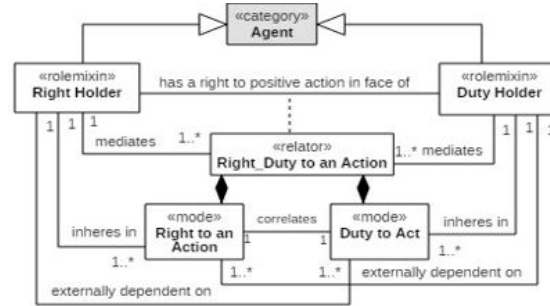 «category»
Agent
«rolemixin»
Right Holder
has a right to positive action in face of
«rolemixin»
Duty Holder
1
1
1
1
1
1
mediates
1..*
«relator»
Right_Duty to an Action
1..*
mediates
«mode»
Right to an
Action
correlates
1
1
«mode»
Duty to Act
inheres in
1..*
inheres in
1..*
1..*
1..*
externally dependent on
externally dependent on